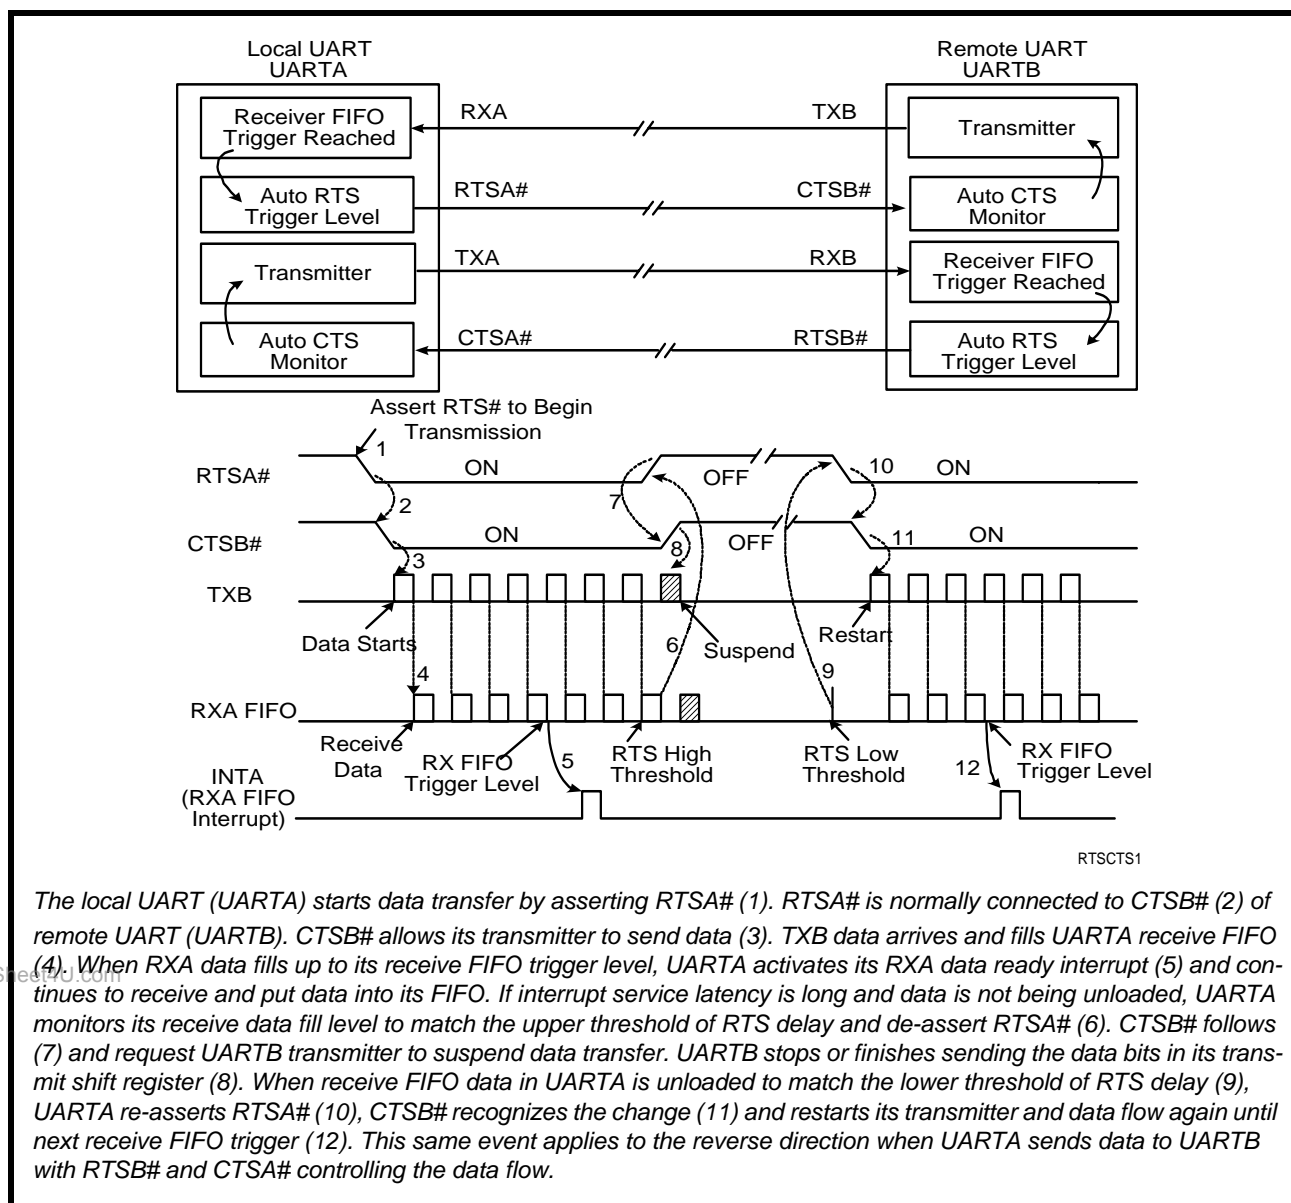 Local UART
UARTA
Remote UART
UARTB
Receiver FIFO
Trigger Reached
RXA
TXB
Transmitter
Auto RTS
Trigger Level
RTSA#
CTSB#
Auto CTS
Monitor
Transmitter
TXA
RXB
Receiver FIFO
Trigger Reached
Auto CTS
Monitor
CTSA#
RTSB#
Auto RTS
Trigger Level
Assert RTS# to Begin
Transmission
1
RTSA#
ON
OFF
10
ON
2
7
CTSB#
ON
8
OFF
11
ON
3
TXB
Data Starts
6
Suspend
Restart
4
9
RXA FIFO
Receive
Data
RX FIFO
Trigger Level
5
RTS High
Threshold
RTS Low
Threshold
12
RX FIFO
Trigger Level
INTA
(RXA FIFO
Interrupt)
RTSCTS1
The local UART (UARTA) starts data transfer by asserting RTSA# (1). RTSA# is normally connected to CTSB# (2) of
remote UART (UARTB). CTSB# allows its transmitter to send data (3). TXB data arrives and fills UARTA receive FIFO
(4). When RXA data fills up to its receive FIFO trigger level, UARTA activates its RXA data ready interrupt (5) and con-
tinues to receive and put data into its FIFO. If interrupt service latency is long and data is not being unloaded, UARTA
monitors its receive data fill level to match the upper threshold of RTS delay and de-assert RTSA# (6). CTSB# follows
(7) and request UARTB transmitter to suspend data transfer. UARTB stops or finishes sending the data bits in its trans-
mit shift register (8). When receive FIFO data in UARTA is unloaded to match the lower threshold of RTS delay (9),
UARTA re-asserts RTSA# (10), CTSB# recognizes the change (11) and restarts its transmitter and data flow again until
next receive FIFO trigger (12). This same event applies to the reverse direction when UARTA sends data to UARTB
with RTSB# and CTSA# controlling the data flow.